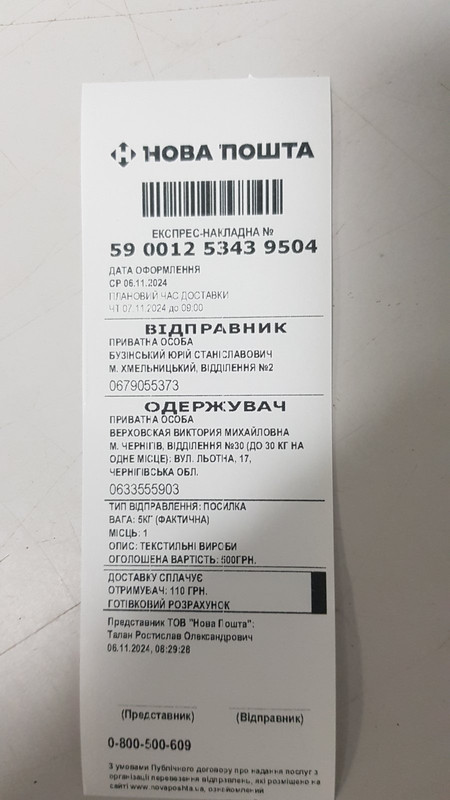 НОВА ПОШТА
ЕКСПРЕС-НАКЛАДНА №
59 0012 5343 9504
ДАТА ОФОРМЛЕННЯ
СР 06.11.2024
ПЛАНОВИЙ ЧАС ДОСТАВКИ
ЧТ 07.11.2024 до 09:00
ВІДПРАВНИК
ПРИВАТНА ОСОБА
БУЗІНСЬКИЙ ЮРІЙ СТАНІСЛАВОВИЧ
М. ХМЕЛЬНИЦЬКИЙ, ВІДДІЛЕННЯ №2
0679055373
ОДЕРЖУВАЧ
ПРИВАТНА ОСОБА
ВЕРХОВСКАЯ ВИКТОРИЯ МИХАЙЛОВНА
М. ЧЕРНІГІВ, ВІДДІЛЕННЯ №30 (ДО 30 КГ НА
ОДНЕ МІСЦЕ): ВУЛ. ЛЬОТНА, 17,
ЧЕРНІГІВСЬКА ОБЛ.
0633555903
ТИП ВІДПРАВЛЕННЯ: ПОСИЛКА
ВАГА: 5КГ (ФАКТИЧНА)
МІСЦЬ: 1
ОПИС: ТЕКСТИЛЬНІ ВИРОБИ
ОГОЛОШЕНА ВАРТІСТЬ: 500ГРН.
ДОСТАВКУ СПЛАЧУЄ
ОТРИМУВАЧ: 110 ГРН.
ГОТІВКОВИЙ РОЗРАХУНОК
Представник ТОВ "Нова Пошта":
Талан Ростислав Олександрович
06.11.2024, 08:29:28
(Представник) (Відправник)
0-800-500-609
З умовами Публічного договору про надання послуг з
організації перевезення відправлень, які розміщено на
сайті www.novaposhta.ua, ознайомлений